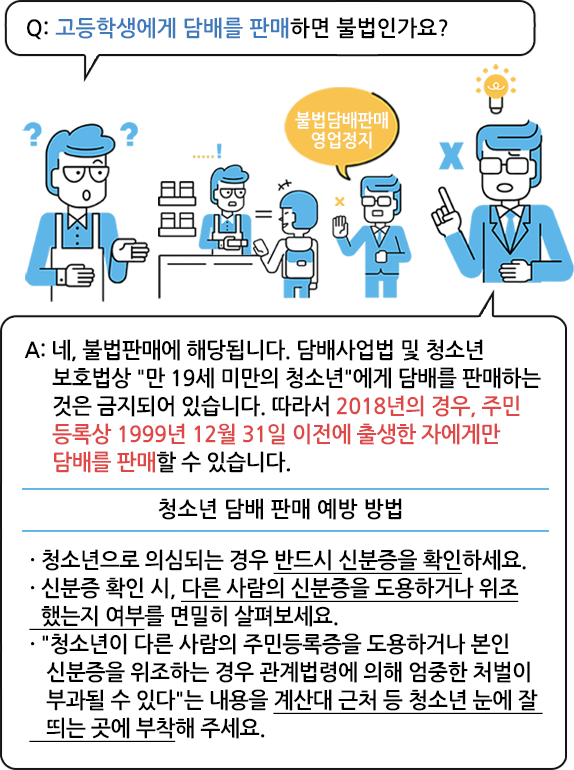 Q: 고등학생에게 담배를 판매하면 불법인가요?
불법담배판매
영업정지
?
?
.....!
=
x
X
A: 네, 불법판매에 해당됩니다. 담배사업법 및 청소년
보호법상 "만 19세 미만의 청소년"에게 담배를 판매하는
것은 금지되어 있습니다. 따라서 2018년의 경우, 주민
등록상 1999년 12월 31일 이전에 출생한 자에게만
담배를 판매할 수 있습니다.
청소년 담배 판매 예방 방법
· 청소년으로 의심되는 경우 반드시 신분증을 확인하세요.
· 신분증 확인 시, 다른 사람의 신분증을 도용하거나 위조
했는지 여부를 면밀히 살펴보세요.
· "청소년이 다른 사람의 주민등록증을 도용하거나 본인
신분증을 위조하는 경우 관계법령에 의해 엄중한 처벌이
부과될 수 있다"는 내용을 계산대 근처 등 청소년 눈에 잘
띄는 곳에 부착해 주세요.